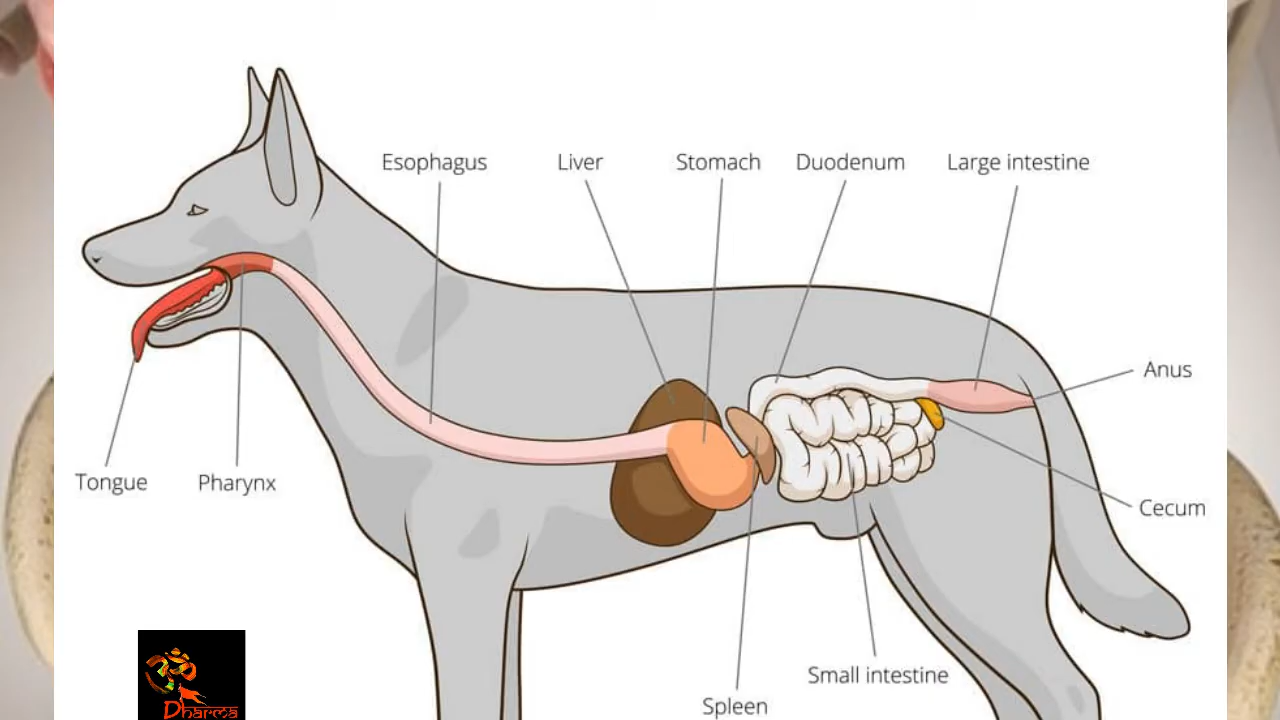 Esophagus
Liver
Stomach
Duodenum
Large intestine
Anus
Tongue
Pharynx
Cecum
Small intestine
Spleen
ॐ
Dharma